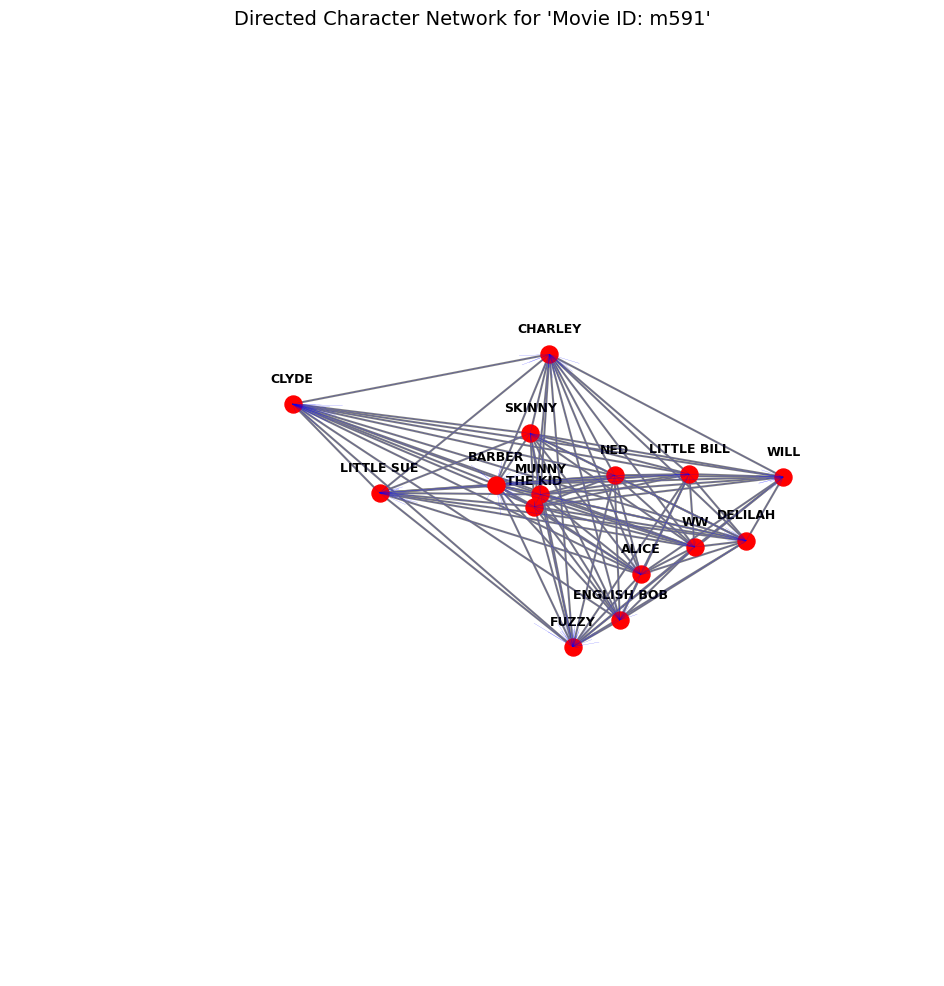 Directed Character Network for 'Movie ID: m591'
CHARLEY
CLYDE
SKINNY
NED
LITTLE BILL
WILL
BARBER
LITTLE SUE
MUNNY
THE KID
DELILAH
WW
ALICE
ENGLISH BOB
FUZZY